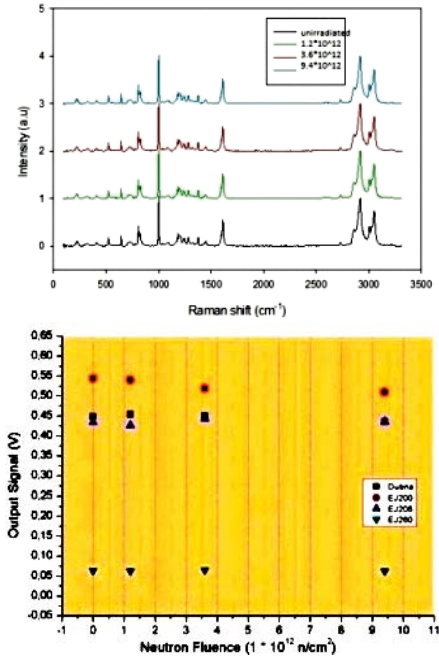 unirradiated
1.2*10^12
3.6*10^12
9.4*10^12
5
4
3
2
1
0
Intensity (a.u)
0 500 1000 1500 2000 2500 3000 3500
Raman shift (cm-1)
0,65
0,60
0,55
0,50
0,45
0,40
0,35
0,30
0,25
0,20
0,15
0,10
0,05
0,00
-0,05
Output Signal (V)
Dubna
EJ200
EJ208
EJ260
-1 0 1 2 3 4 5 6 7 8 9 10 11
Neutron Fluence (1 * 10^12 n/cm^2)